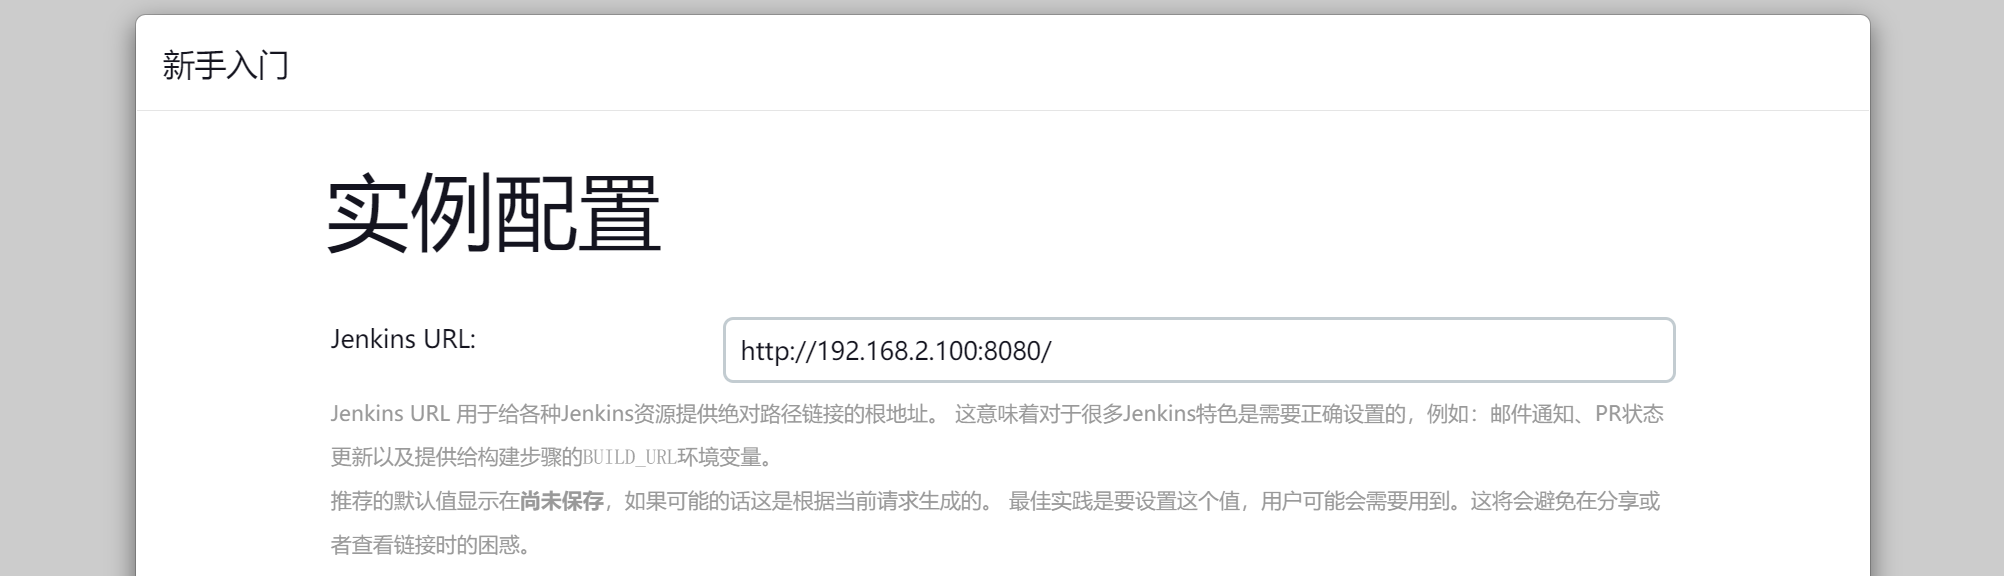 新手入门
实例配置
Jenkins URL:
http://192.168.2.100:8080/
Jenkins URL 用于给各种Jenkins资源提供绝对路径链接的根地址。 这意味着对于很多Jenkins特色是需要正确设置的，例如：邮件通知、PR状态
更新以及提供给构建步骤的BUILD_URL环境变量。
推荐的默认值显示在尚未保存，如果可能的话这是根据当前请求生成的。 最佳实践是要设置这个值，用户可能会需要用到。这将会避免在分享或
者查看链接时的困惑。